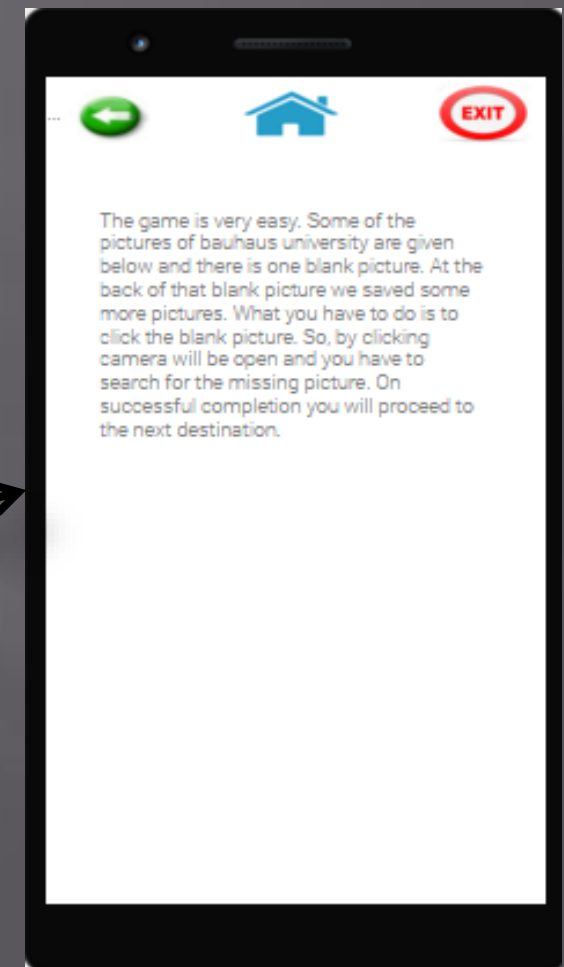 ...
EXIT
The game is very easy. Some of the
pictures of bauhaus university are given
below and there is one blank picture. At the
back of that blank picture we saved some
more pictures. What you have to do is to
click the blank picture. So, by clicking
camera will be open and you have to
search for the missing picture. On
successful completion you will proceed to
the next destination.